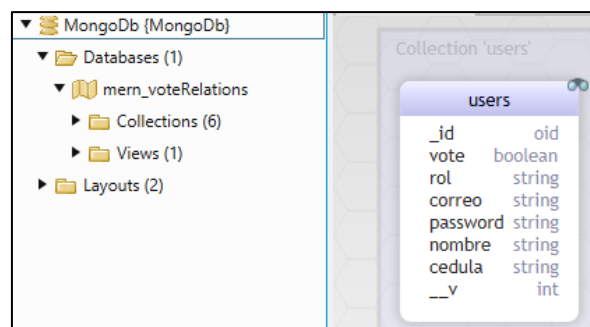 MongoDb {MongoDb}
Databases (1)
mern_voteRelations
Collections (6)
Views (1)
Layouts (2)
Collection 'users'
users
_id oid
vote boolean
rol string
correo string
password string
nombre string
cedula string
__v int